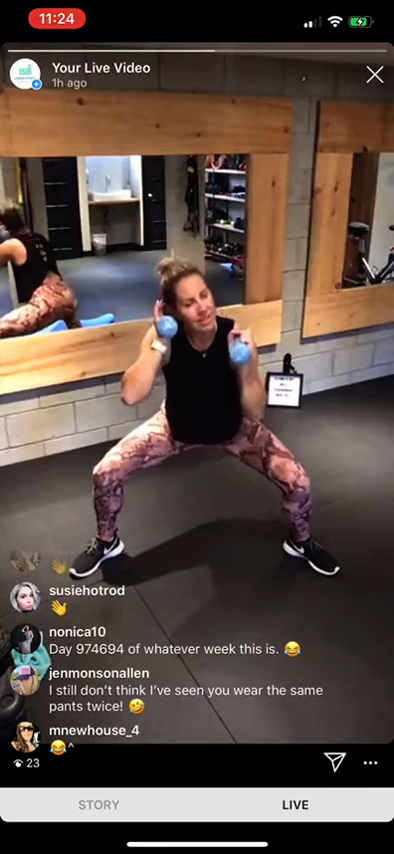 11:24
Your Live Video
1h ago
susiehotrod
👋
nonica10
Day 974694 of whatever week this is. 😂
jenmonsonallen
I still don't think I've seen you wear the same
pants twice! 🤣
mnewhouse_4
😂^
23
STORY
LIVE